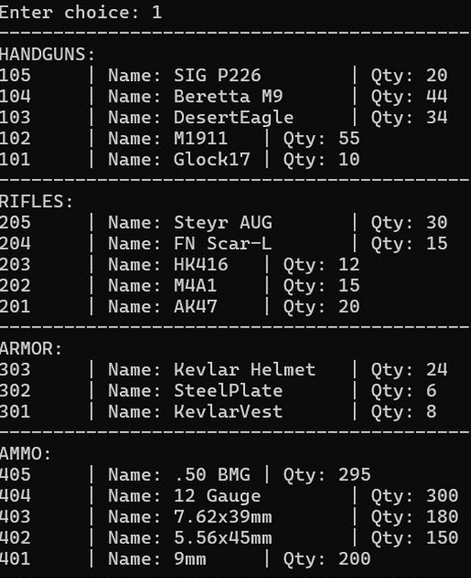 Enter choice: 1
--------------------------------------------
HANDGUNS:
105 | Name: SIG P226 | Qty: 20
104 | Name: Beretta M9 | Qty: 44
103 | Name: DesertEagle | Qty: 34
102 | Name: M1911 | Qty: 55
101 | Name: Glock17 | Qty: 10
--------------------------------------------
RIFLES:
205 | Name: Steyr AUG | Qty: 30
204 | Name: FN Scar-L | Qty: 15
203 | Name: HK416 | Qty: 12
202 | Name: M4A1 | Qty: 15
201 | Name: AK47 | Qty: 20
--------------------------------------------
ARMOR:
303 | Name: Kevlar Helmet | Qty: 24
302 | Name: SteelPlate | Qty: 6
301 | Name: KevlarVest | Qty: 8
--------------------------------------------
AMMO:
405 | Name: .50 BMG | Qty: 295
404 | Name: 12 Gauge | Qty: 300
403 | Name: 7.62x39mm | Qty: 180
402 | Name: 5.56x45mm | Qty: 150
401 | Name: 9mm | Qty: 200